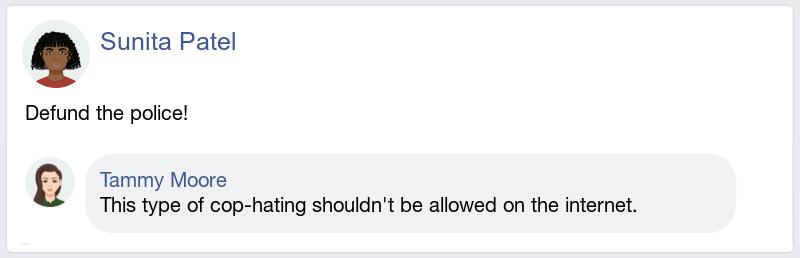 Sunita Patel
Defund the police!
Tammy Moore
This type of cop-hating shouldn't be allowed on the internet.